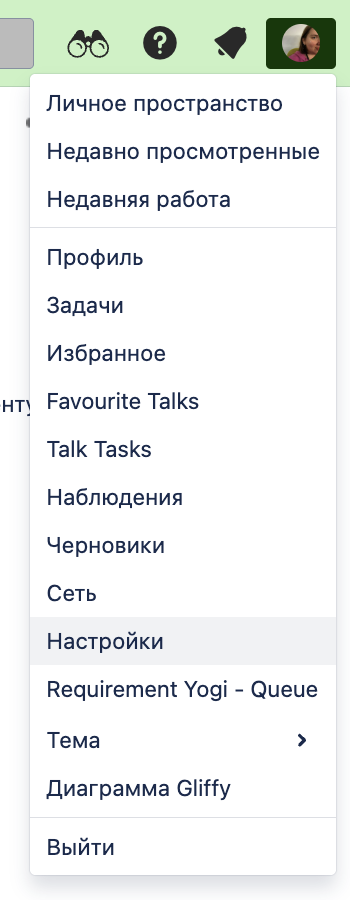 Личное пространство
Недавно просмотренные
Недавняя работа
Профиль
Задачи
Избранное
Favourite Talks
Talk Tasks
Наблюдения
Черновики
Сеть
Настройки
Requirement Yogi - Queue
Тема
Диаграмма Gliffy
Выйти